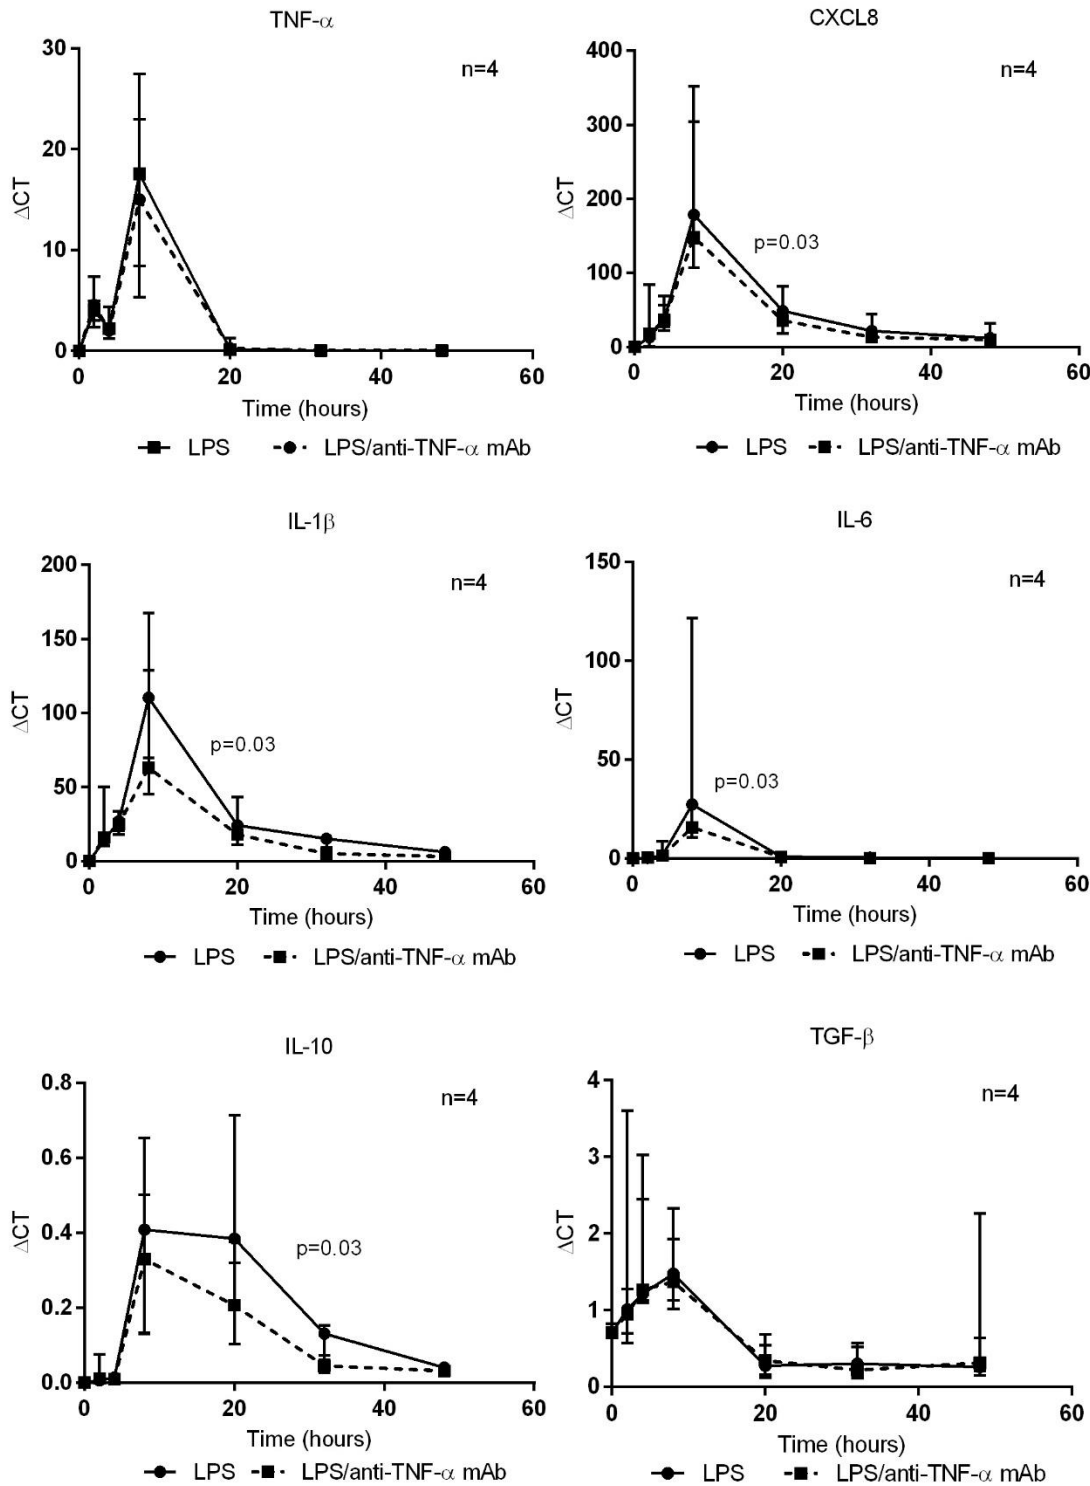 TNF-α
30
20
10
0
ΔCT
n=4
0 20 40 60
Time (hours)
LPS LPS/anti-TNF-α mAb
CXCL8
400
300
200
100
0
ΔCT
n=4
p=0.03
0 20 40 60
Time (hours)
LPS LPS/anti-TNF-α mAb
IL-1β
200
150
100
50
0
ΔCT
n=4
p=0.03
0 20 40 60
Time (hours)
LPS LPS/anti-TNF-α mAb
IL-6
150
100
50
0
ΔCT
n=4
p=0.03
0 20 40 60
Time (hours)
LPS LPS/anti-TNF-α mAb
IL-10
0.8
0.6
0.4
0.2
0.0
ΔCT
n=4
p=0.03
0 20 40 60
Time (hours)
LPS LPS/anti-TNF-α mAb
TGF-β
4
3
2
1
0
ΔCT
n=4
0 20 40 60
Time (hours)
LPS LPS/anti-TNF-α mAb